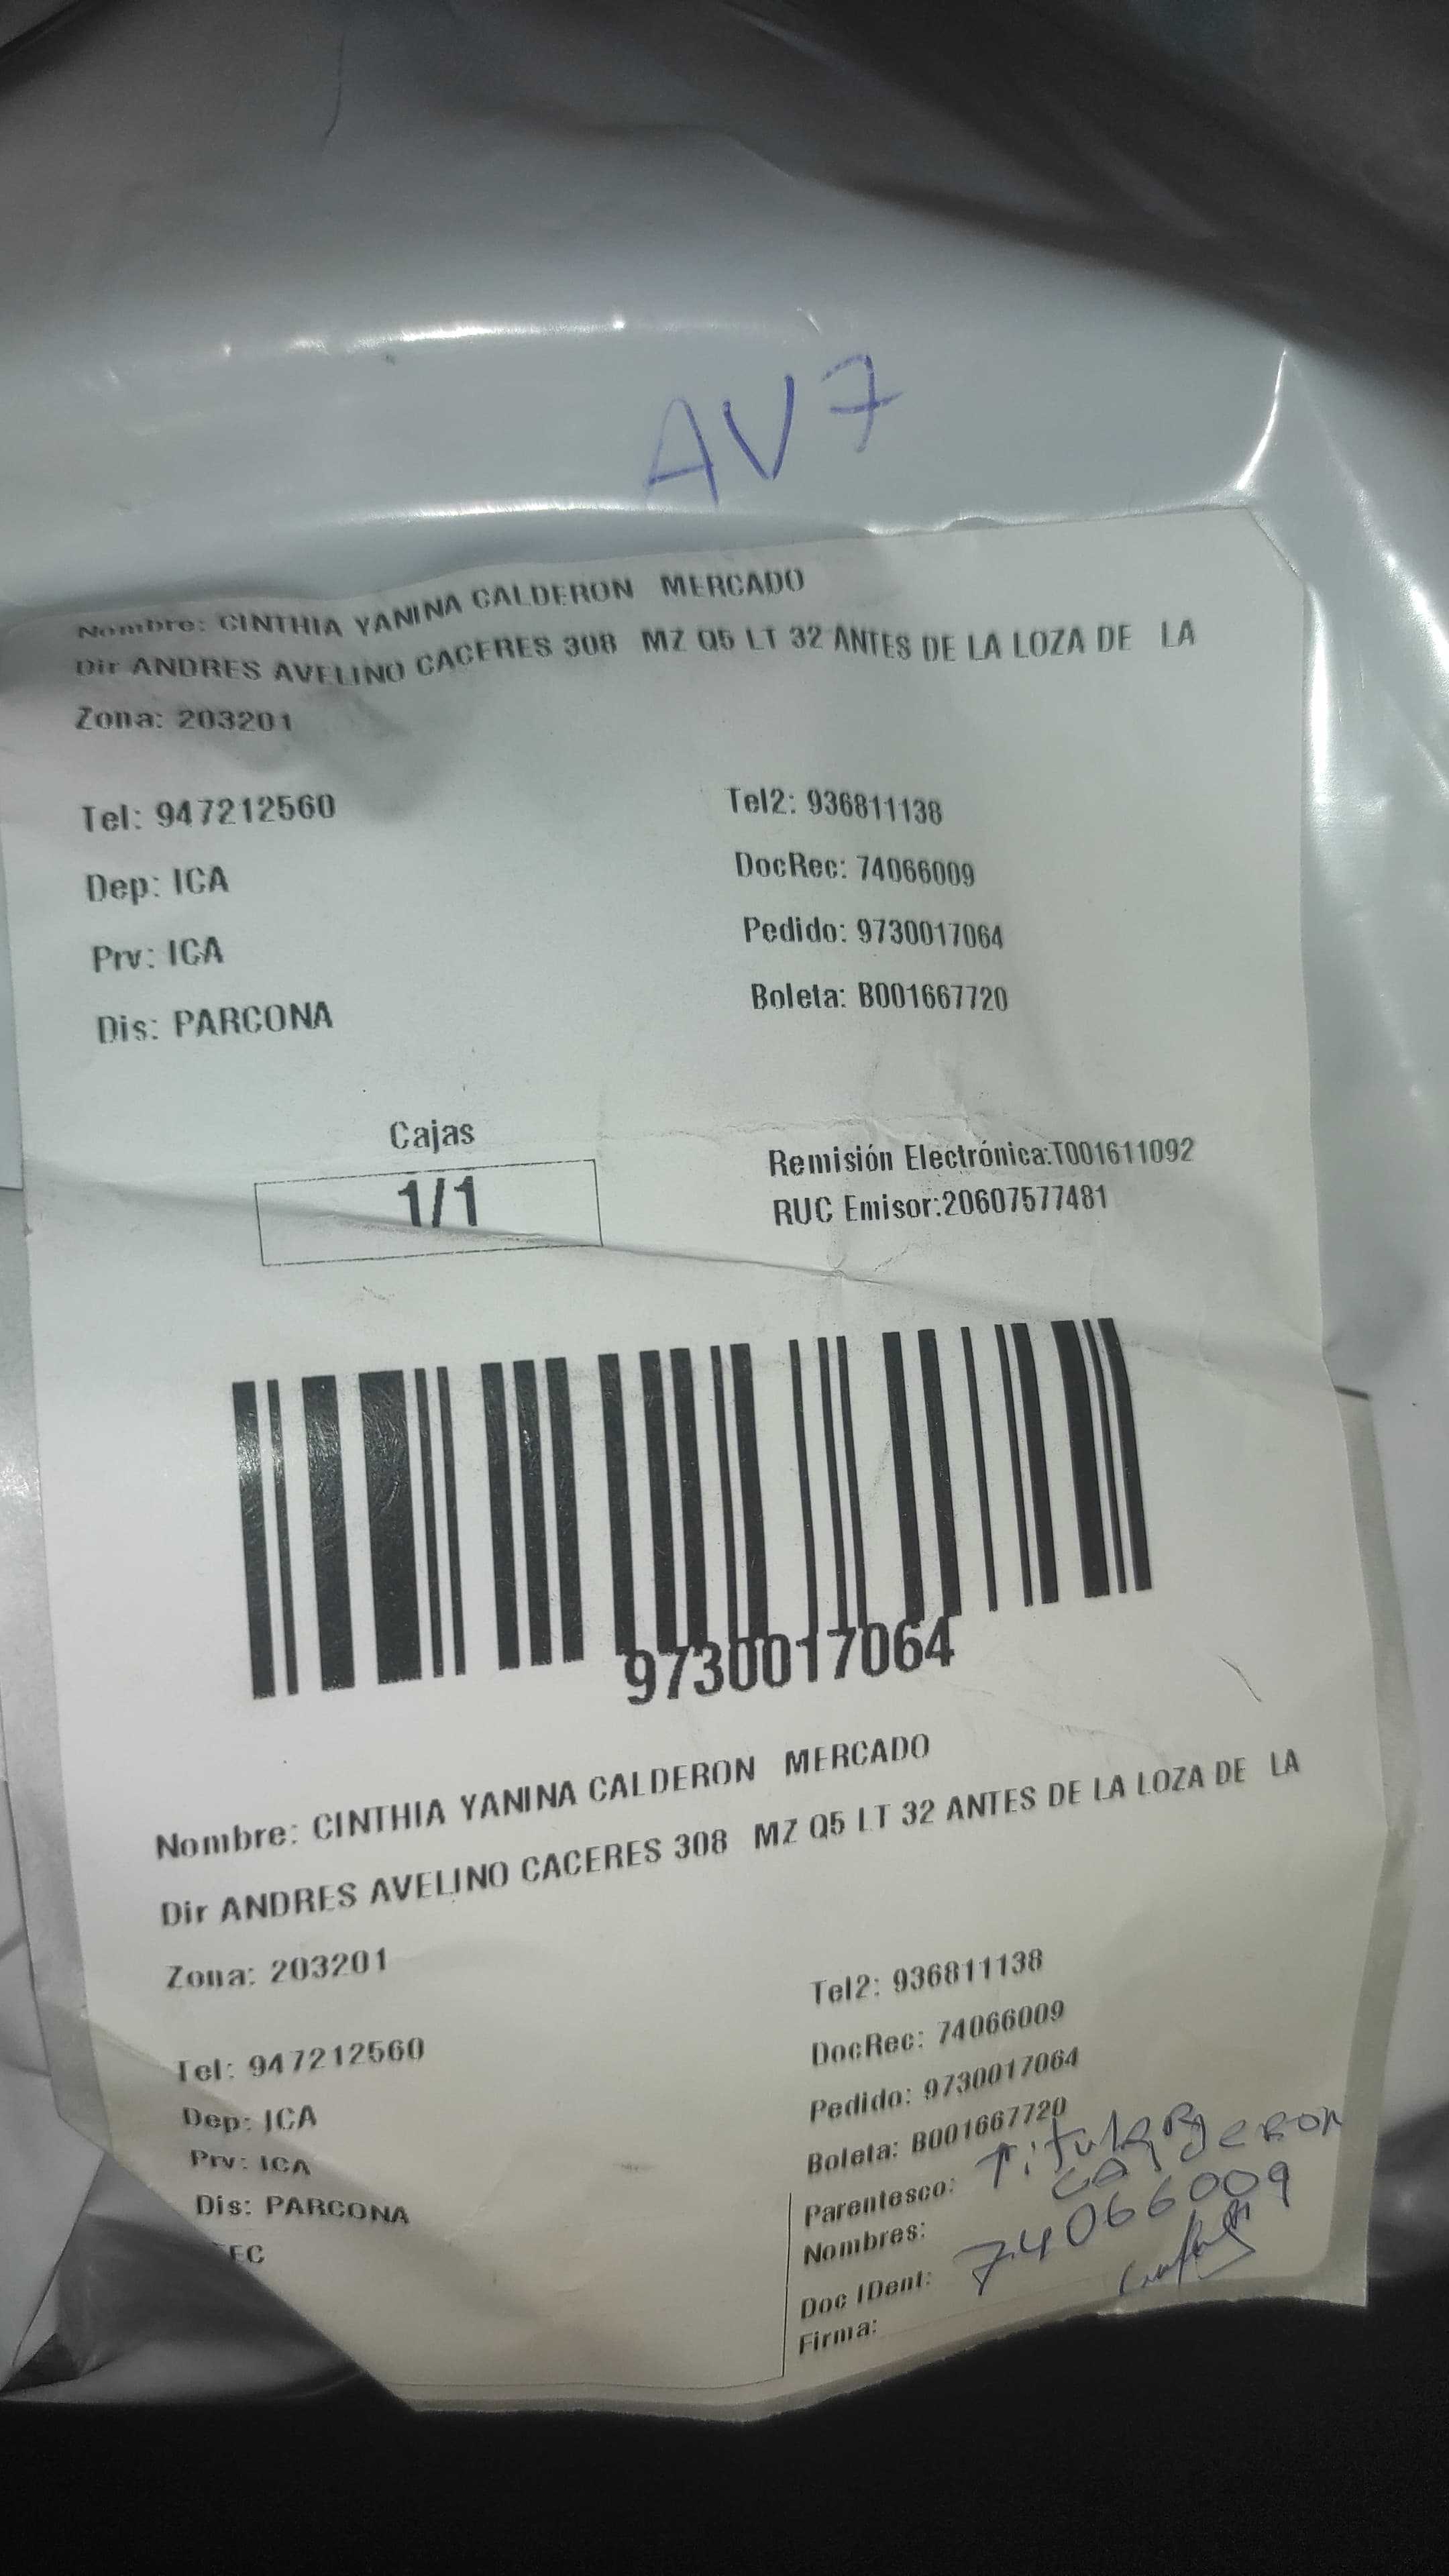 AV7
Nombre: CINTHIA YANINA CALDERON MERCADO
Dir ANDRES AVELINO CACERES 308 MZ Q5 LT 32 ANTES DE LA LOZA DE LA
Zona: 203201
Tel: 947212560 Tel2: 936811138
Dep: ICA DocRec: 74066009
Prv: ICA Pedido: 9730017064
Dis: PARCONA Boleta: B001667720
Cajas
1/1
Remisión Electrónica:T001611092
RUC Emisor:20607577481
9730017064
Nombre: CINTHIA YANINA CALDERON MERCADO
Dir ANDRES AVELINO CACERES 308 MZ Q5 LT 32 ANTES DE LA LOZA DE LA
Zona: 203201
Tel: 947212560 Tel2: 936811138
Dep: ICA DocRec: 74066009
Prv: ICA Pedido: 9730017064
Dis: PARCONA Boleta: B001667720
Parentesco: Titular
Nombres:
Doc IDent: 74066009
Firma: